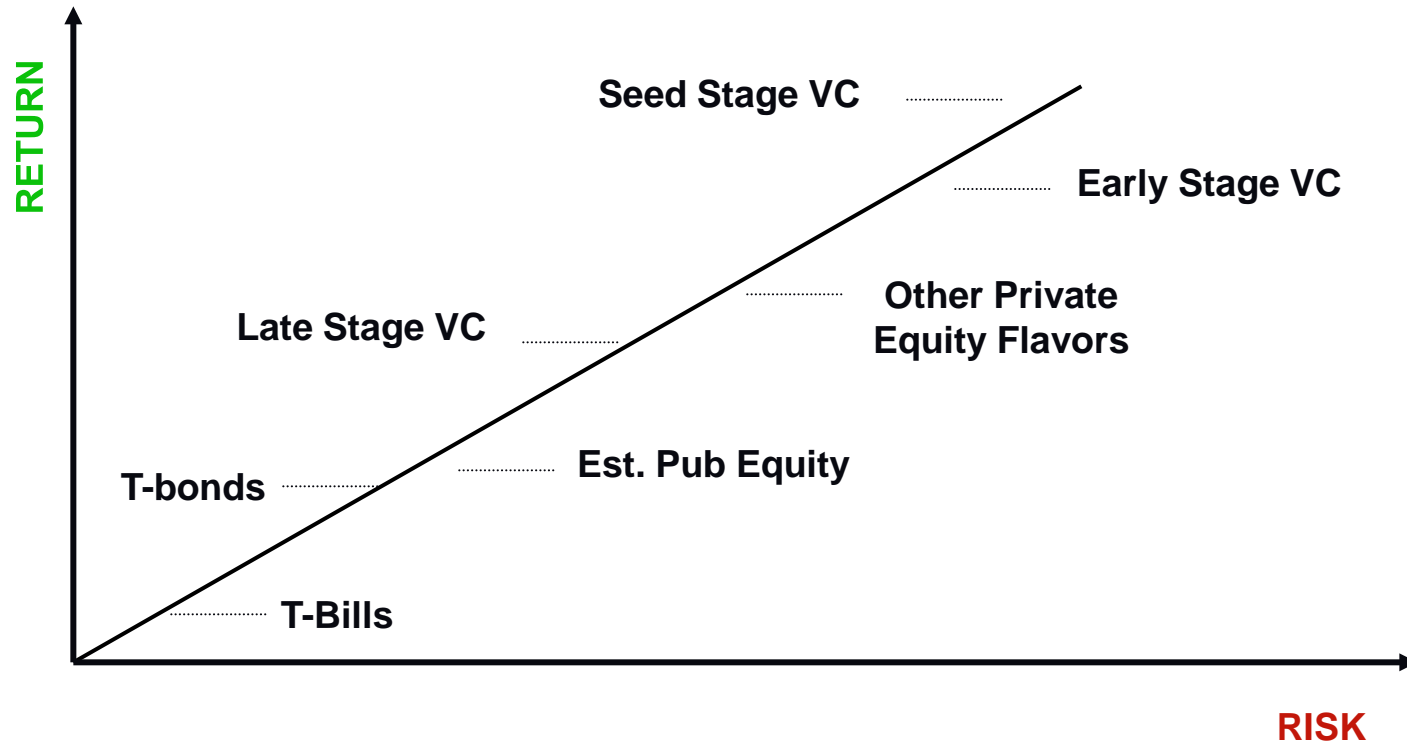 RETURN
Seed Stage VC
Early Stage VC
Other Private
Equity Flavors
Late Stage VC
Est. Pub Equity
T-bonds
T-Bills
RISK